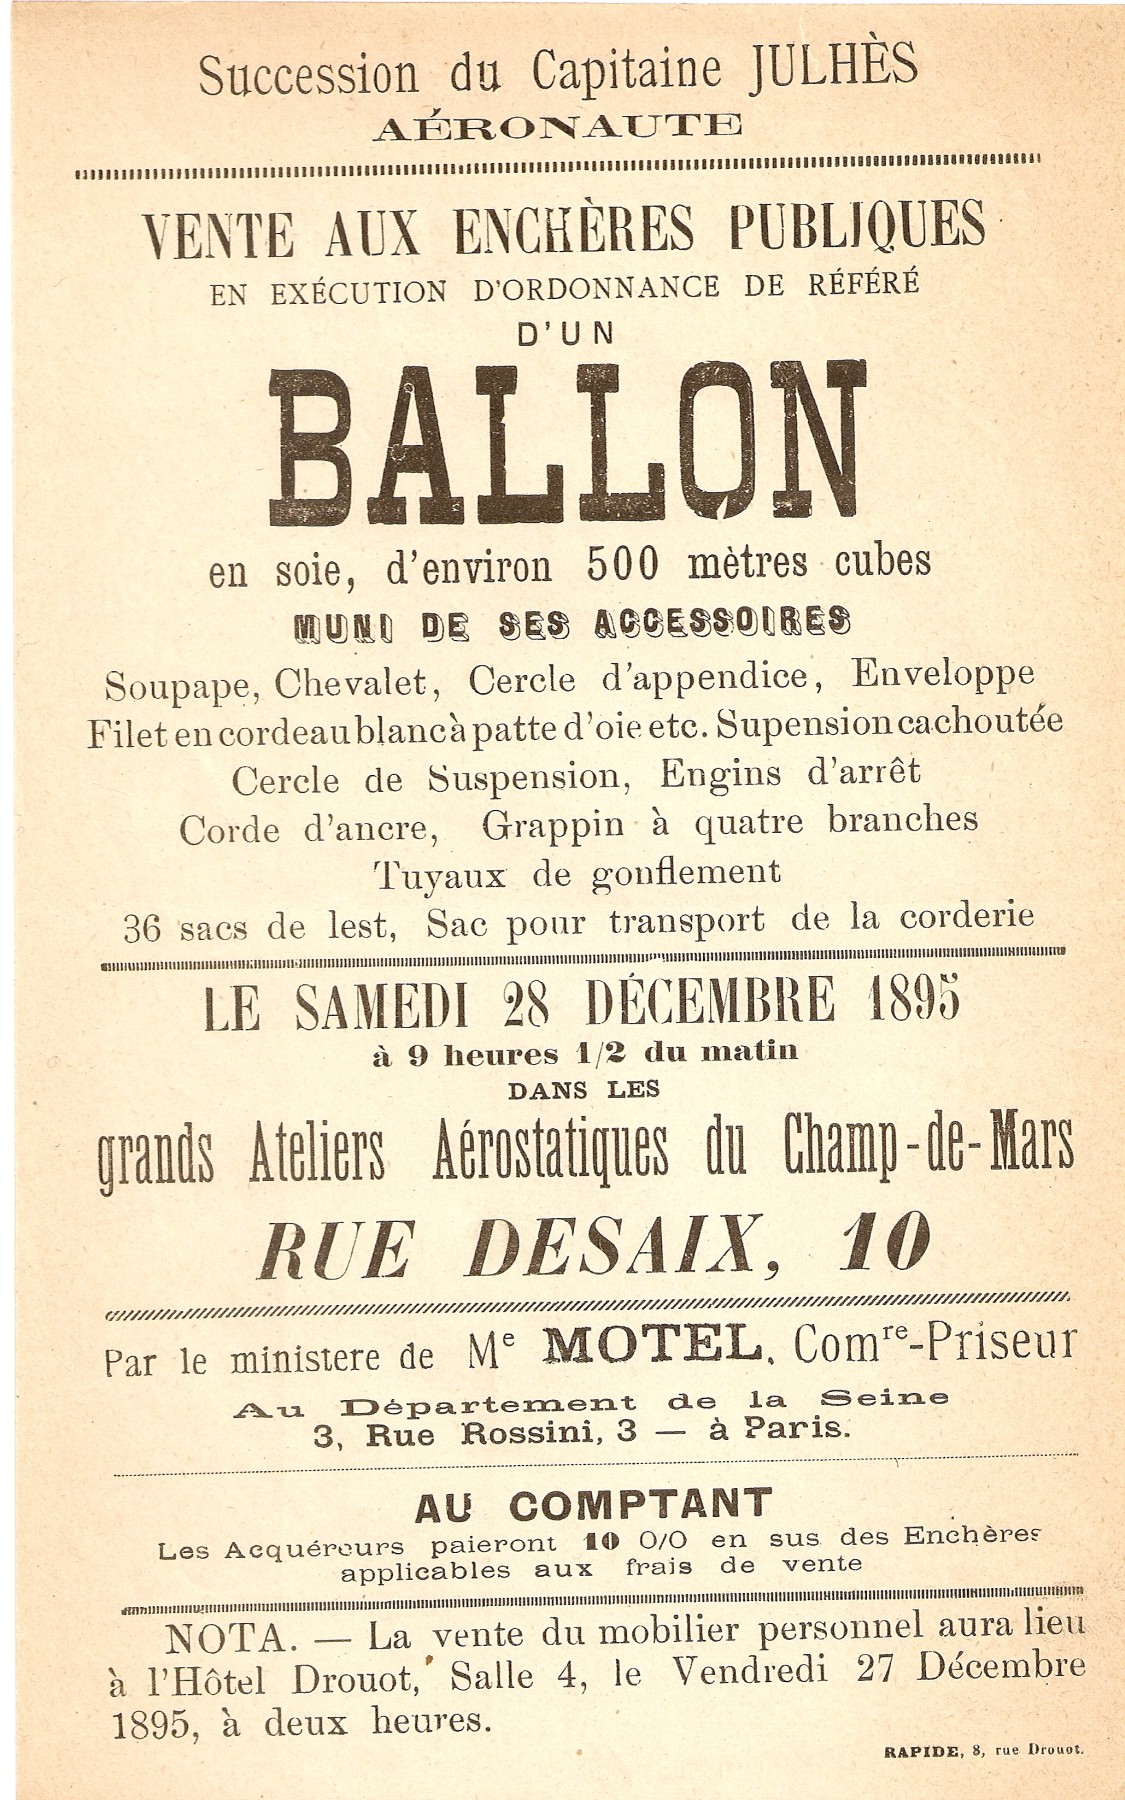 Succession du Capitaine JULHÈS
AÉRONAUTE
VENTE AUX ENCHÈRES PUBLIQUES
EN EXÉCUTION D'ORDONNANCE DE RÉFÉRÉ
D'UN
BALLON
en soie, d'environ 500 mètres cubes
MUNI DE SES ACCESSOIRES
Soupape, Chevalet, Cercle d'appendice, Enveloppe
Filet en cordeau blanc à patte d'oie etc. Supension cachoutée
Cercle de Suspension, Engins d'arrêt
Corde d'ancre, Grappin à quatre branches
Tuyaux de gonflement
36 sacs de lest, Sac pour transport de la corderie
LE SAMEDI 28 DÉCEMBRE 1895
à 9 heures 1/2 du matin
DANS LES
grands Ateliers Aérostatiques du Champ-de-Mars
RUE DESAIX, 10
Par le ministere de Me MOTEL, Comre-Priseur
Au Département de la Seine
3, Rue Rossini, 3 — à Paris.
AU COMPTANT
Les Acquéreurs paieront 10 0/0 en sus des Enchères
applicables aux frais de vente
NOTA. — La vente du mobilier personnel aura lieu
à l'Hôtel Drouot, Salle 4, le Vendredi 27 Décembre
1895, à deux heures.
RAPIDE, 8, rue Drouot.